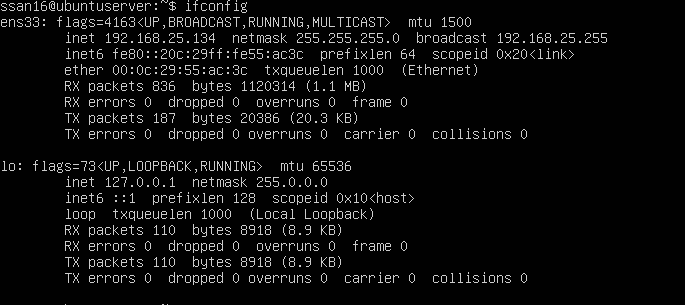 ssan16@ubuntuserver:~$ ifconfig
ens33: flags=4163<UP,BROADCAST,RUNNING,MULTICAST>  mtu 1500
        inet 192.168.25.134  netmask 255.255.255.0  broadcast 192.168.25.255
        inet6 fe80::20c:29ff:fe55:ac3c  prefixlen 64  scopeid 0x20<link>
        ether 00:0c:29:55:ac:3c  txqueuelen 1000  (Ethernet)
        RX packets 836  bytes 1120314 (1.1 MB)
        RX errors 0  dropped 0  overruns 0  frame 0
        TX packets 187  bytes 20386 (20.3 KB)
        TX errors 0  dropped 0 overruns 0  carrier 0  collisions 0

lo: flags=73<UP,LOOPBACK,RUNNING>  mtu 65536
        inet 127.0.0.1  netmask 255.0.0.0
        inet6 ::1  prefixlen 128  scopeid 0x10<host>
        loop  txqueuelen 1000  (Local Loopback)
        RX packets 110  bytes 8918 (8.9 KB)
        RX errors 0  dropped 0  overruns 0  frame 0
        TX packets 110  bytes 8918 (8.9 KB)
        TX errors 0  dropped 0 overruns 0  carrier 0  collisions 0